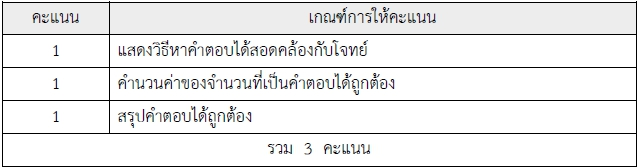 คะแนน เกณฑ์การให้คะแนน
1 แสดงวิธีหาคำตอบได้สอดคล้องกับโจทย์
1 คำนวนค่าของจำนวนที่เป็นคำตอบได้ถูกต้อง
1 สรุปคำตอบได้ถูกต้อง
รวม 3 คะแนน